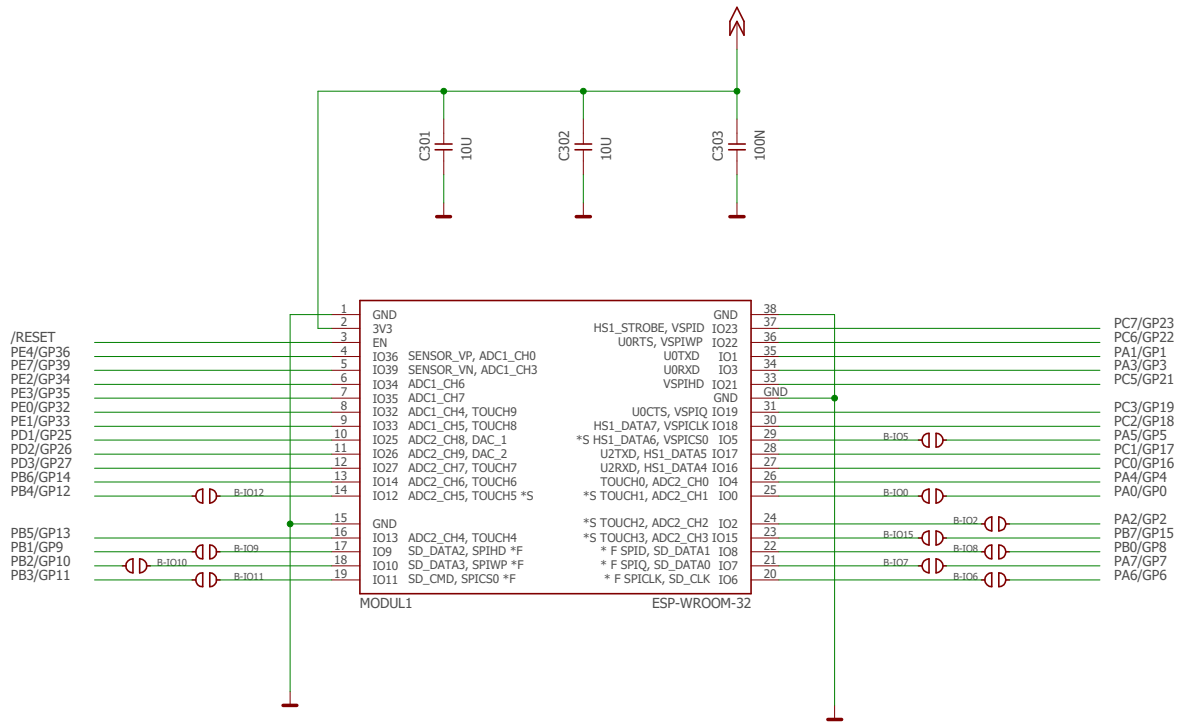 C301
10U
C302
10U
C303
100N
/RESET
PE4/GP36
PE7/GP39
PE2/GP34
PE3/GP35
PE0/GP32
PE1/GP33
PD1/GP25
PD2/GP26
PD3/GP27
PB6/GP14
PB4/GP12
B-IO12
PB5/GP13
PB1/GP9
B-IO9
PB2/GP10
B-IO10
PB3/GP11
B-IO11
1 GND
2 3V3
3 EN
4 IO36 SENSOR_VP, ADC1_CH0
5 IO39 SENSOR_VN, ADC1_CH3
6 IO34 ADC1_CH6
7 IO35 ADC1_CH7
8 IO32 ADC1_CH4, TOUCH9
9 IO33 ADC1_CH5, TOUCH8
10 IO25 ADC2_CH8, DAC_1
11 IO26 ADC2_CH9, DAC_2
12 IO27 ADC2_CH7, TOUCH7
13 IO14 ADC2_CH6, TOUCH6
14 IO12 ADC2_CH5, TOUCH5 *S
15 GND
16 IO13 ADC2_CH4, TOUCH4
17 IO9 SD_DATA2, SPIHD *F
18 IO10 SD_DATA3, SPIWP *F
19 IO11 SD_CMD, SPICS0 *F
GND 38
HS1_STROBE, VSPID IO23 37
U0RTS, VSPIWP IO22 36
U0TXD IO1 35
U0RXD IO3 34
VSPIHD IO21 33
GND GND
U0CTS, VSPIQ IO19 31
HS1_DATA7, VSPICLK IO18 30
*S HS1_DATA6, VSPICS0 IO5 29
U2TXD, HS1_DATA5 IO17 28
U2RXD, HS1_DATA4 IO16 27
TOUCH0, ADC2_CH0 IO4 26
*S TOUCH1, ADC2_CH1 IO0 25
*S TOUCH2, ADC2_CH2 IO2 24
*S TOUCH3, ADC2_CH3 IO15 23
* F SPID, SD_DATA1 IO8 22
* F SPIQ, SD_DATA0 IO7 21
* F SPICLK, SD_CLK IO6 20
MODUL1
ESP-WROOM-32
PC7/GP23
PC6/GP22
PA1/GP1
PA3/GP3
PC5/GP21
PC3/GP19
PC2/GP18
B-IO5
PA5/GP5
PC1/GP17
PC0/GP16
PA4/GP4
B-IO0
PA0/GP0
B-IO2
PA2/GP2
B-IO15
PB7/GP15
B-IO8
PB0/GP8
B-IO7
PA7/GP7
B-IO6
PA6/GP6